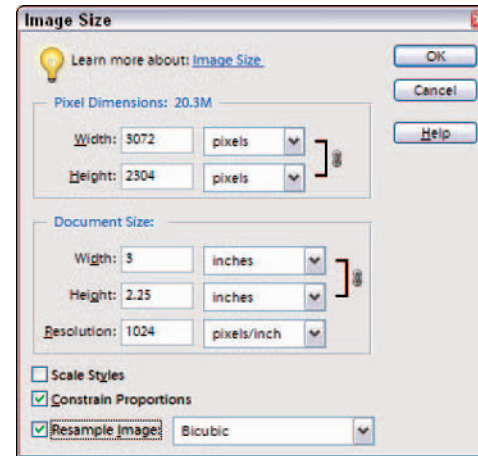 Image Size
Learn more about: Image Size
OK
Cancel
Help
Pixel Dimensions: 20.3M
Width: 3072 pixels
Height: 2304 pixels
Document Size:
Width: 3 inches
Height: 2.25 inches
Resolution: 1024 pixels/inch
Scale Styles
Constrain Proportions
Resample Image: Bicubic